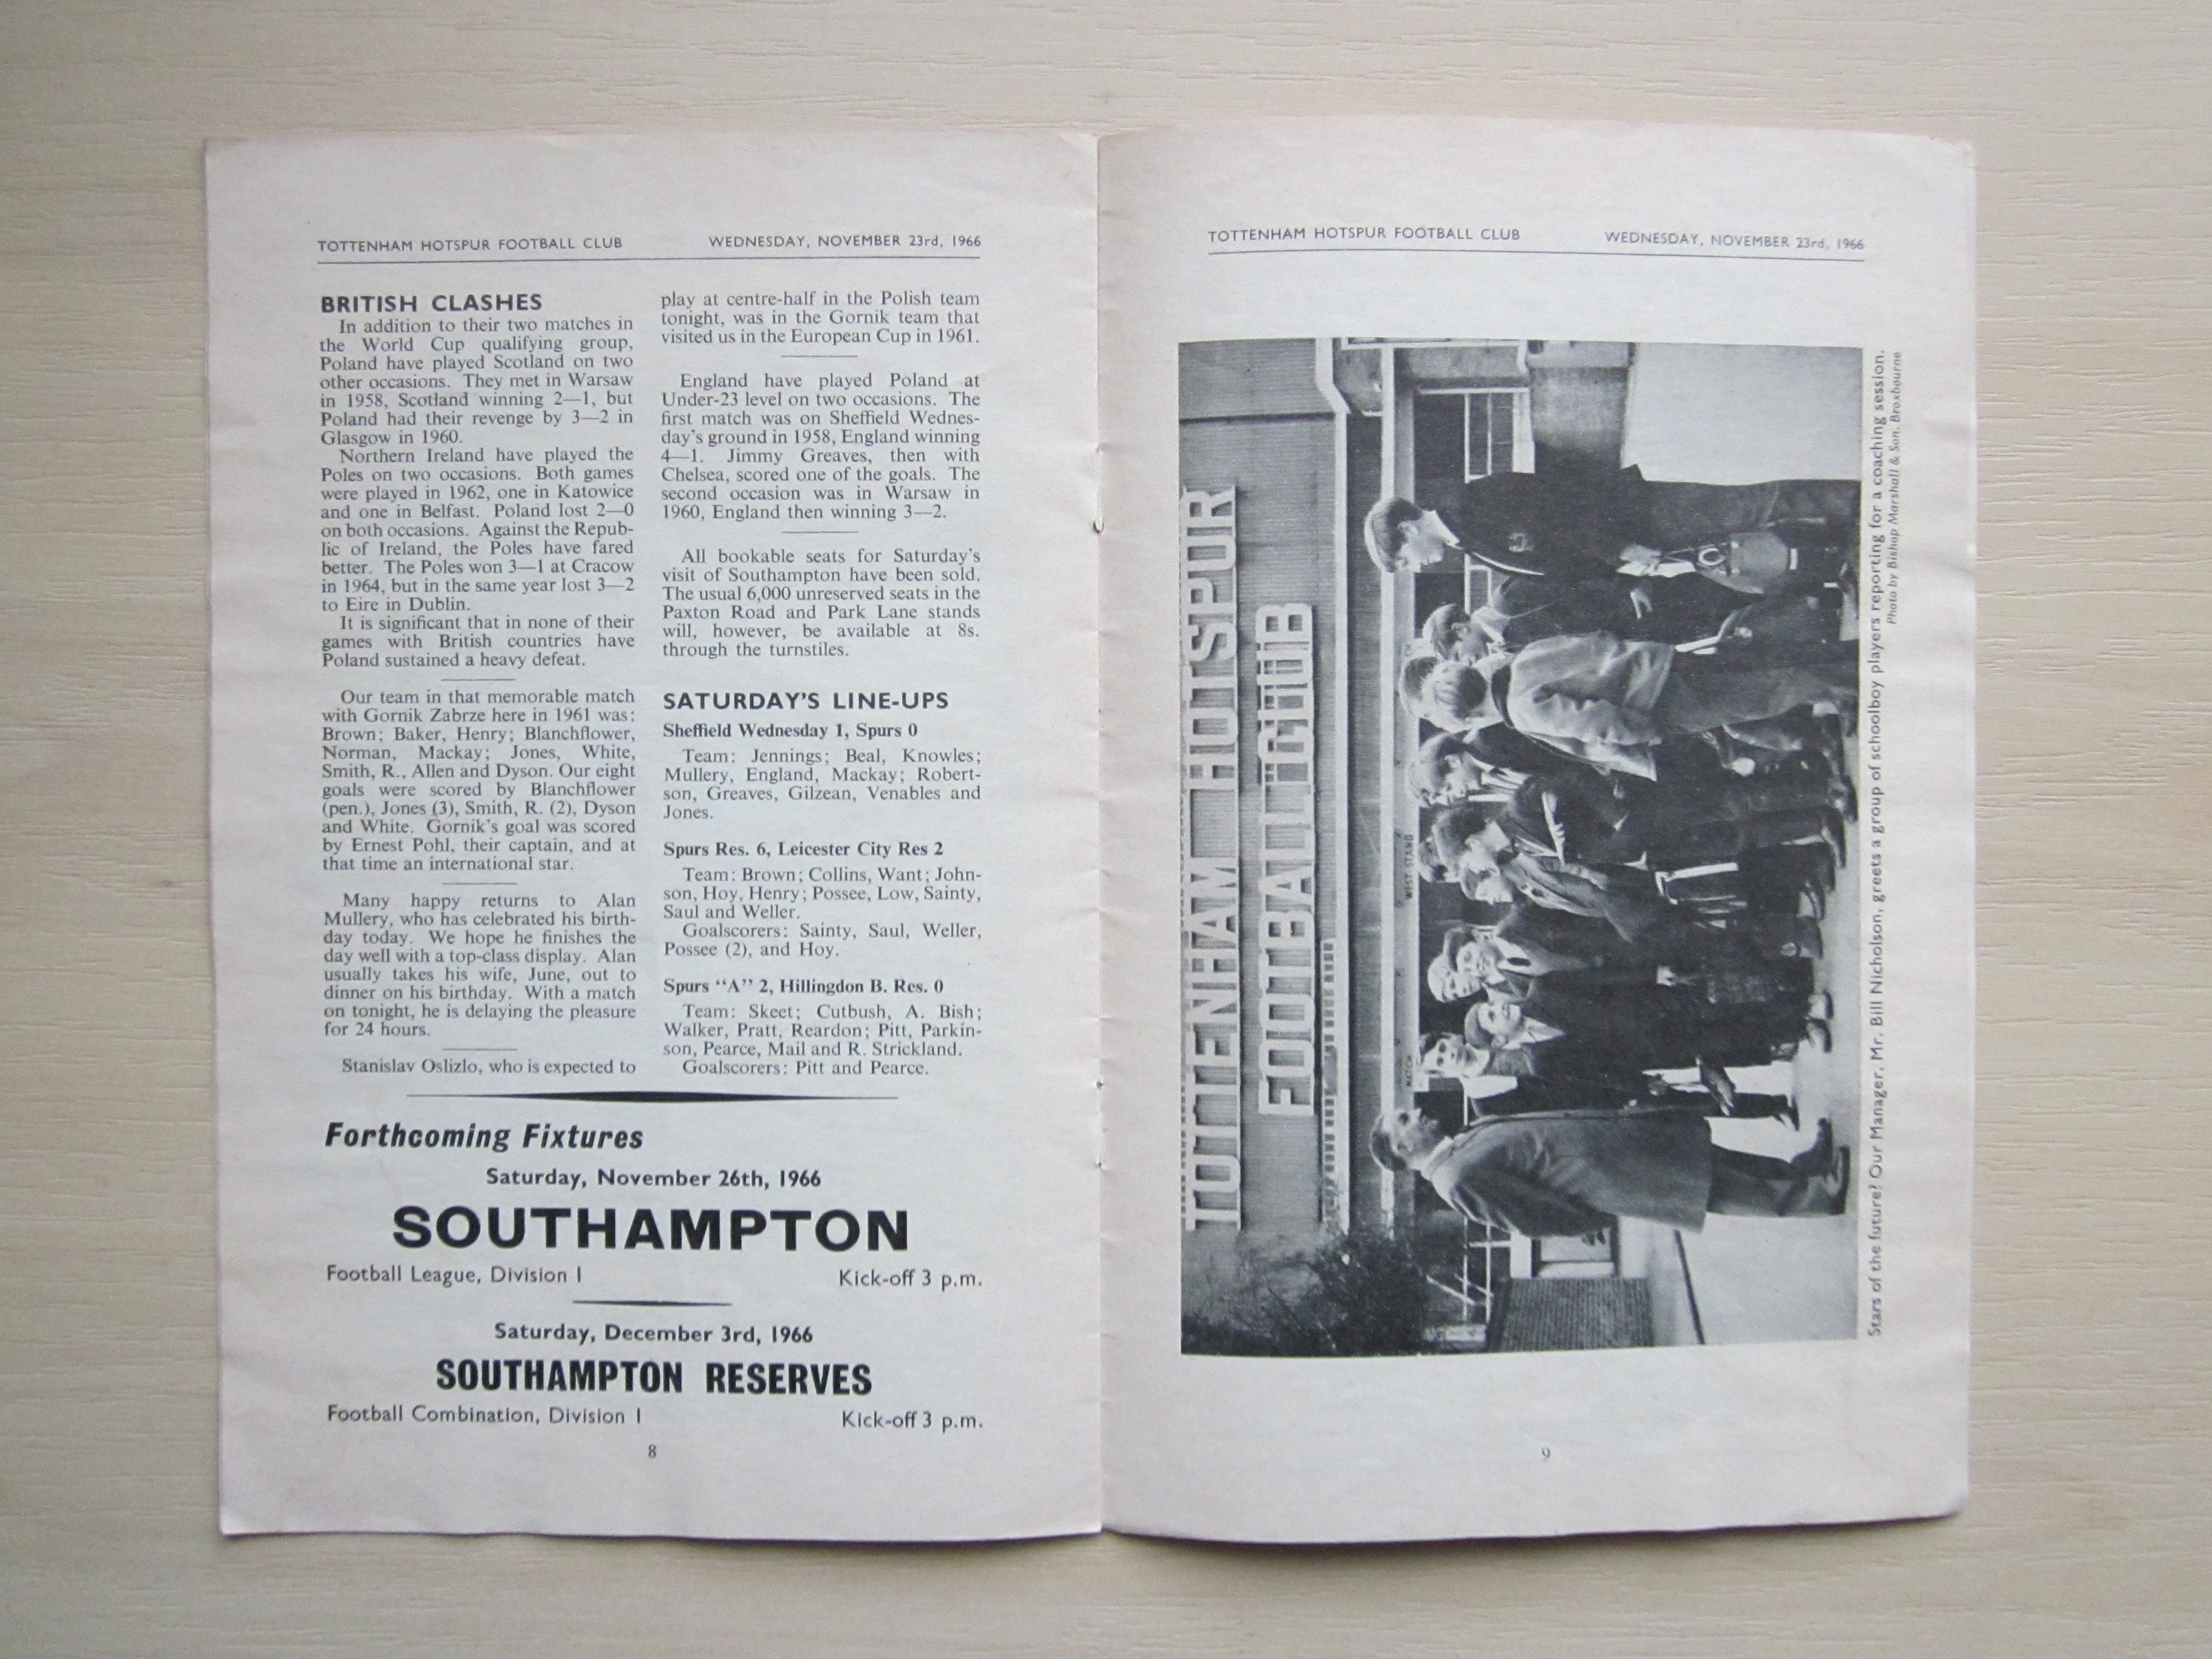 TOTTENHAM HOTSPUR FOOTBALL CLUB WEDNESDAY, NOVEMBER 23rd, 1966
BRITISH CLASHES
In addition to their two matches in
the World Cup qualifying group,
Poland have played Scotland on two
other occasions. They met in Warsaw
in 1958, Scotland winning 2—1, but
Poland had their revenge by 3—2 in
Glasgow in 1960.
Northern Ireland have played the
Poles on two occasions. Both games
were played in 1962, one in Katowice
and one in Belfast. Poland lost 2—0
on both occasions. Against the Repub-
lic of Ireland, the Poles have fared
better. The Poles won 3—1 at Cracow
in 1964, but in the same year lost 3—2
to Eire in Dublin.
It is significant that in none of their
games with British countries have
Poland sustained a heavy defeat.
Our team in that memorable match
with Gornik Zabrze here in 1961 was:
Brown; Baker, Henry; Blanchflower,
Norman, Mackay; Jones, White,
Smith, R., Allen and Dyson. Our eight
goals were scored by Blanchflower
(pen.), Jones (3), Smith, R. (2), Dyson
and White. Gornik's goal was scored
by Ernest Pohl, their captain, and at
that time an international star.
Many happy returns to Alan
Mullery, who has celebrated his birth-
day today. We hope he finishes the
day well with a top-class display. Alan
usually takes his wife, June, out to
dinner on his birthday. With a match
on tonight, he is delaying the pleasure
for 24 hours.
Stanislav Oslizlo, who is expected to
play at centre-half in the Polish team
tonight, was in the Gornik team that
visited us in the European Cup in 1961.
England have played Poland at
Under-23 level on two occasions. The
first match was on Sheffield Wednes-
day's ground in 1958, England winning
4—1. Jimmy Greaves, then with
Chelsea, scored one of the goals. The
second occasion was in Warsaw in
1960, England then winning 3—2.
All bookable seats for Saturday's
visit of Southampton have been sold.
The usual 6,000 unreserved seats in the
Paxton Road and Park Lane stands
will, however, be available at 8s.
through the turnstiles.
SATURDAY'S LINE-UPS
Sheffield Wednesday 1, Spurs 0
Team: Jennings; Beal, Knowles;
Mullery, England, Mackay; Robert-
son, Greaves, Gilzean, Venables and
Jones.
Spurs Res. 6, Leicester City Res 2
Team: Brown; Collins, Want; John-
son, Hoy, Henry; Possee, Low, Sainty,
Saul and Weller.
Goalscorers: Sainty, Saul, Weller,
Possee (2), and Hoy.
Spurs "A" 2, Hillingdon B. Res. 0
Team: Skeet; Cutbush, A. Bish;
Walker, Pratt, Reardon; Pitt, Parkin-
son, Pearce, Mail and R. Strickland.
Goalscorers: Pitt and Pearce.
Forthcoming Fixtures
Saturday, November 26th, 1966
SOUTHAMPTON
Football League, Division I Kick-off 3 p.m.
Saturday, December 3rd, 1966
SOUTHAMPTON RESERVES
Football Combination, Division I Kick-off 3 p.m.
8
TOTTENHAM HOTSPUR FOOTBALL CLUB WEDNESDAY, NOVEMBER 23rd, 1966
TOTTENHAM HOTSPUR
FOOTBALL CLUB
MATCH
WEST STAND
Stars of the future? Our Manager, Mr. Bill Nicholson, greets a group of schoolboy players reporting for a coaching session.
Photo by Bishop Marshall & Son, Broxbourne
9